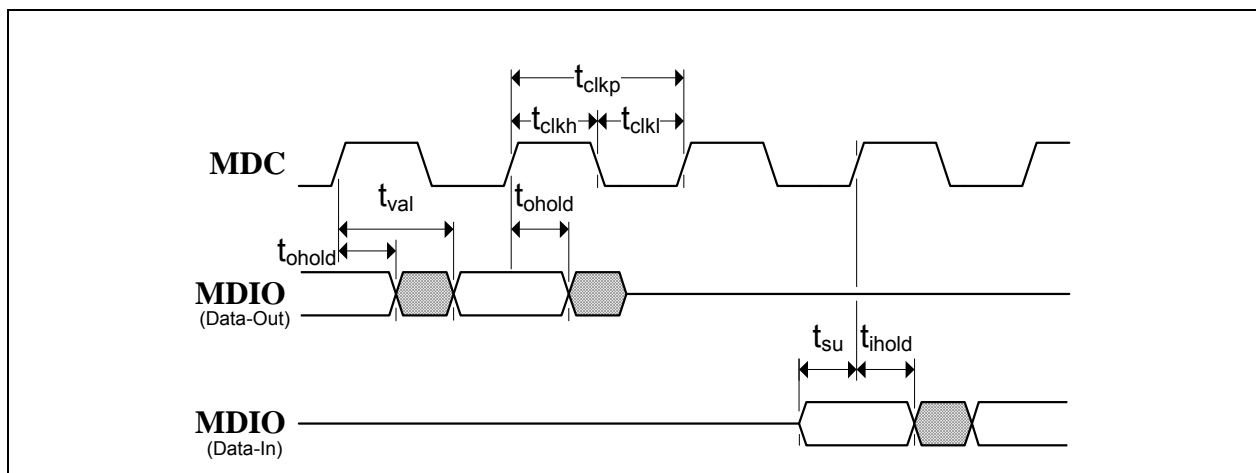 tclkp
tclkh tclkl
MDC
tval
tohold
tohold
MDIO
(Data-Out)
tsu tihold
MDIO
(Data-In)